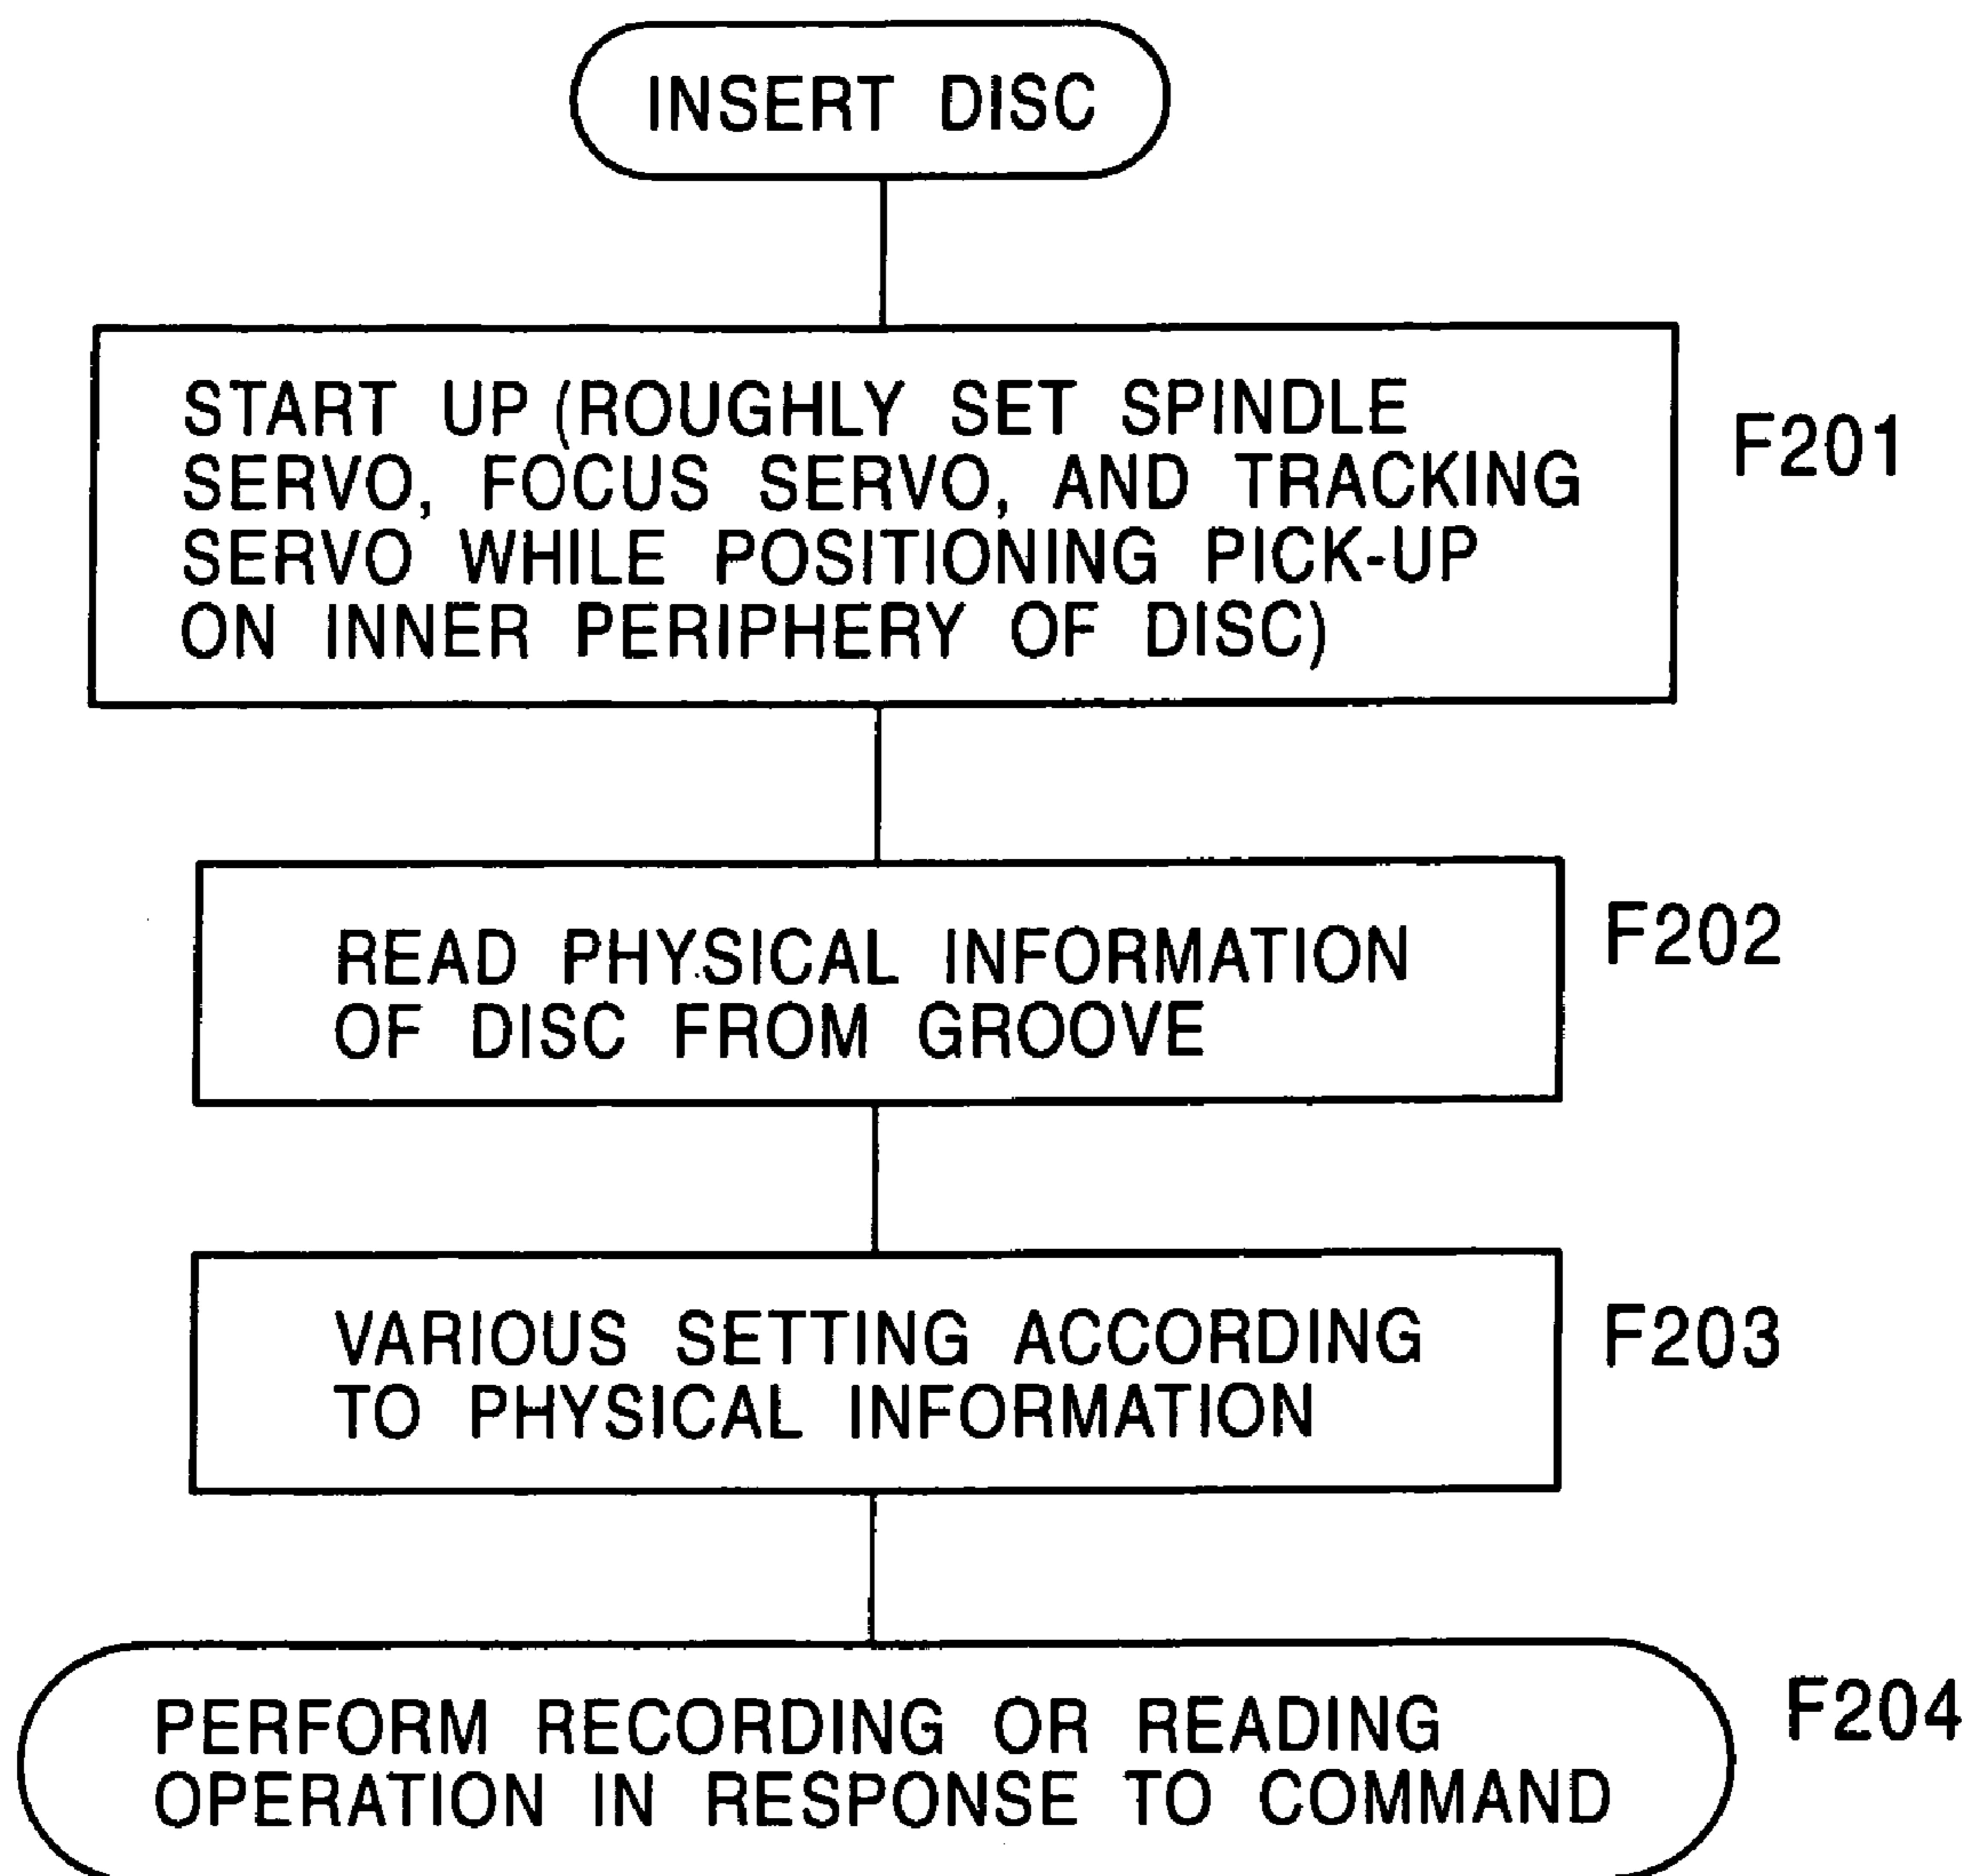 INSERT DISC
START UP (ROUGHLY SET SPINDLE
SERVO, FOCUS SERVO, AND TRACKING
SERVO WHILE POSITIONING PICK-UP
ON INNER PERIPHERY OF DISC)
F201
READ PHYSICAL INFORMATION
OF DISC FROM GROOVE
F202
VARIOUS SETTING ACCORDING
TO PHYSICAL INFORMATION
F203
PERFORM RECORDING OR READING
OPERATION IN RESPONSE TO COMMAND
F204